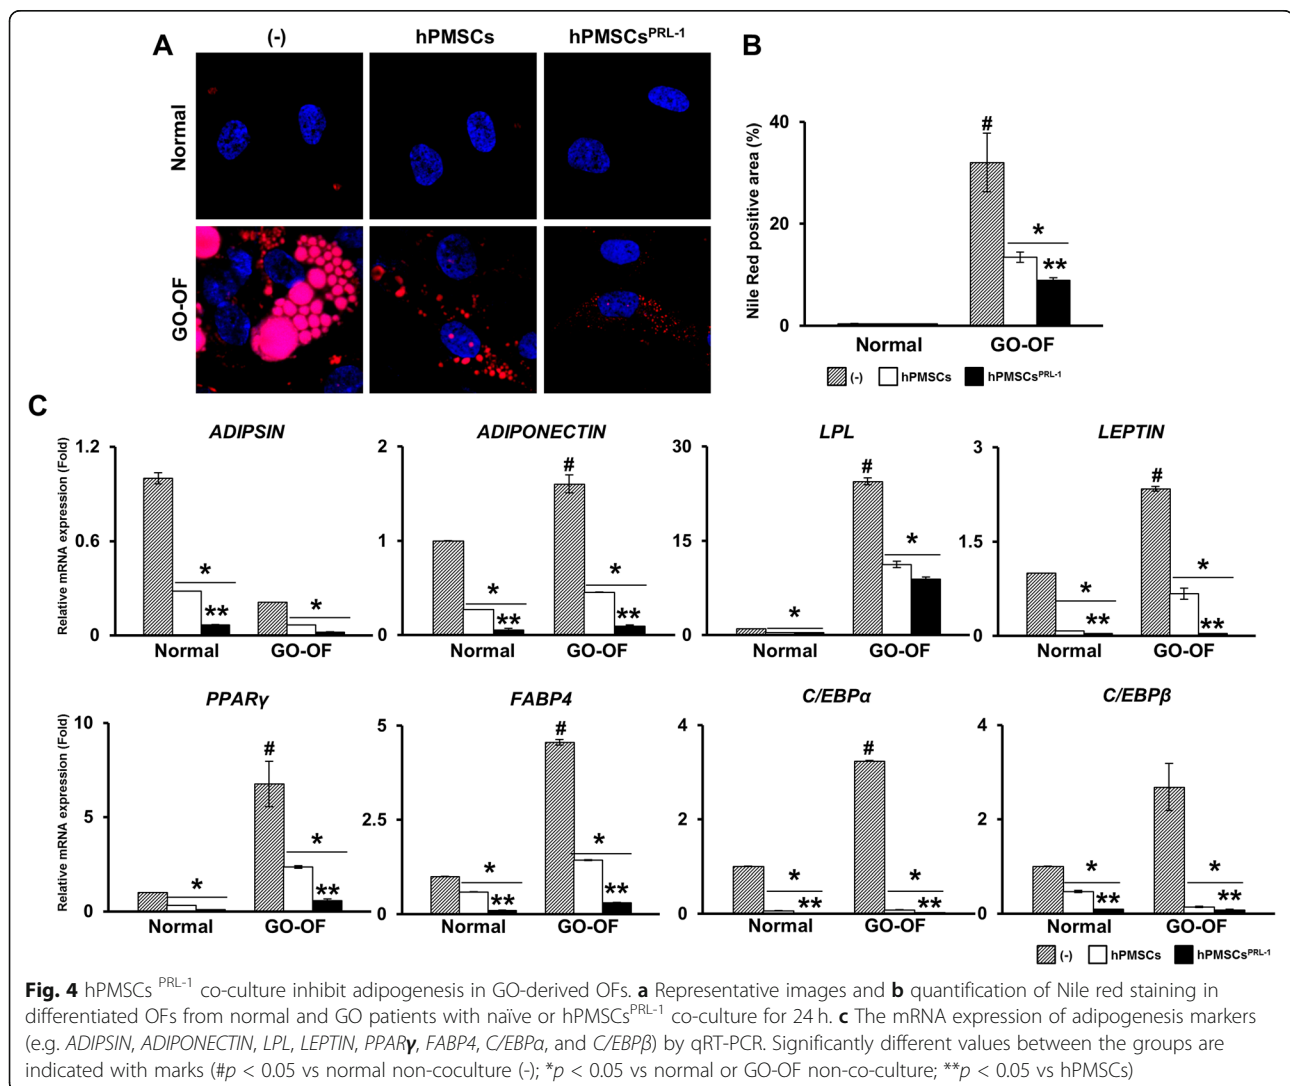 A
(-)
hPMSCs
hPMSCs^PRL-1
Normal
GO-OF
B
Nile Red positive area (%)
40
20
0
#
*
**
Normal
GO-OF
(-)
hPMSCs
hPMSCs^PRL-1
C
ADIPSIN
Relative mRNA expression (Fold)
1.2
0.6
0
*
**
*
Normal
GO-OF
ADIPONECTIN
2
1
0
*
**
#
*
**
Normal
GO-OF
LPL
30
15
0
*
#
*
Normal
GO-OF
LEPTIN
3
1.5
0
*
**
#
*
**
Normal
GO-OF
PPARγ
Relative mRNA expression (Fold)
10
5
0
*
#
*
**
Normal
GO-OF
FABP4
5
2.5
0
*
**
#
*
**
Normal
GO-OF
C/EBPα
4
2
0
*
**
#
*
**
Normal
GO-OF
C/EBPβ
4
2
0
*
**
*
**
Normal
GO-OF
(-)
hPMSCs
hPMSCs^PRL-1
Fig. 4 hPMSCs ^PRL-1 co-culture inhibit adipogenesis in GO-derived OFs. a Representative images and b quantification of Nile red staining in
differentiated OFs from normal and GO patients with naïve or hPMSCs^PRL-1 co-culture for 24 h. c The mRNA expression of adipogenesis markers
(e.g. ADIPSIN, ADIPONECTIN, LPL, LEPTIN, PPARγ, FABP4, C/EBPα, and C/EBPβ) by qRT-PCR. Significantly different values between the groups are
indicated with marks (#p < 0.05 vs normal non-coculture (-); *p < 0.05 vs normal or GO-OF non-co-culture; **p < 0.05 vs hPMSCs)